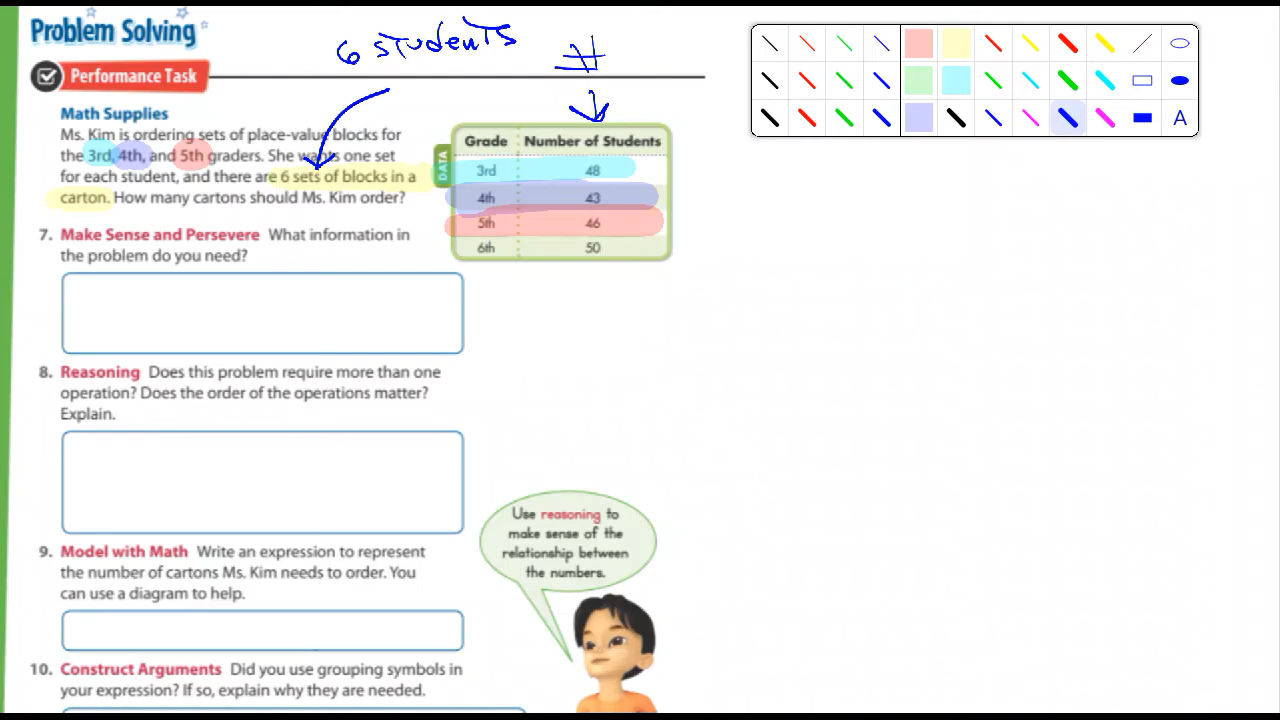 Problem Solving
6 students
#
Performance Task
Math Supplies
Ms. Kim is ordering sets of place-value blocks for
the 3rd, 4th, and 5th graders. She wants one set
for each student, and there are 6 sets of blocks in a
carton. How many cartons should Ms. Kim order?
DATA
Grade Number of Students
3rd 48
4th 43
5th 46
6th 50
7. Make Sense and Persevere What information in
the problem do you need?
8. Reasoning Does this problem require more than one
operation? Does the order of the operations matter?
Explain.
9. Model with Math Write an expression to represent
the number of cartons Ms. Kim needs to order. You
can use a diagram to help.
Use reasoning to
make sense of the
relationship between
the numbers.
10. Construct Arguments Did you use grouping symbols in
your expression? If so, explain why they are needed.
A